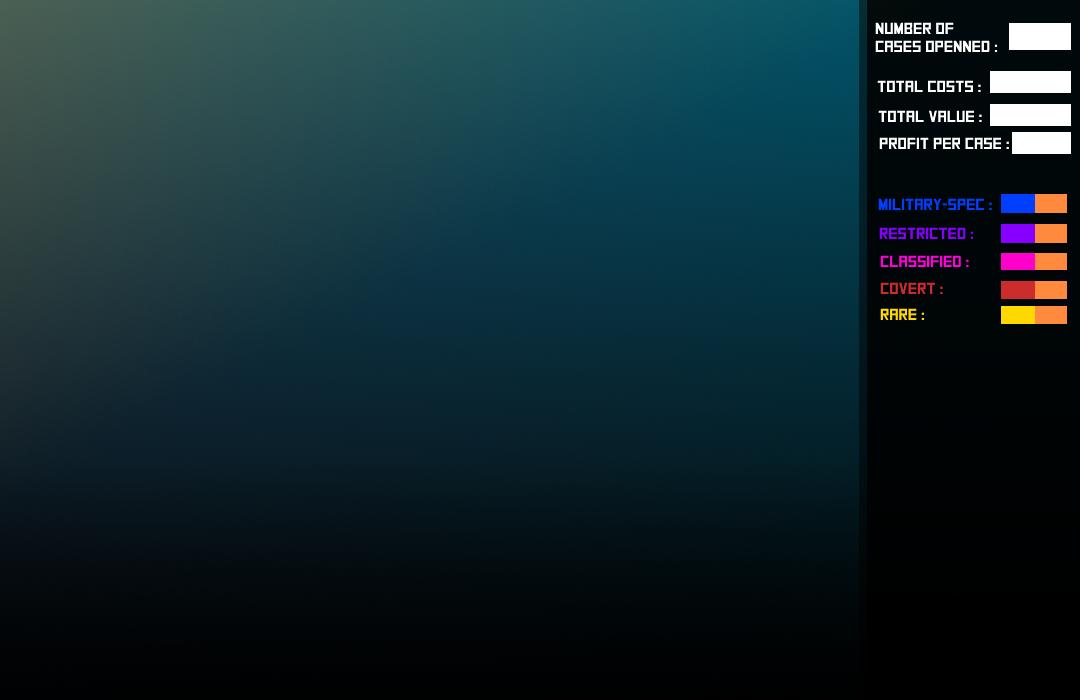 NUMBER OF
CASES OPENNED :
TOTAL COSTS :
TOTAL VALUE :
PROFIT PER CASE :
MILITARY-SPEC :
RESTRICTED :
CLASSIFIED :
COVERT :
RARE :